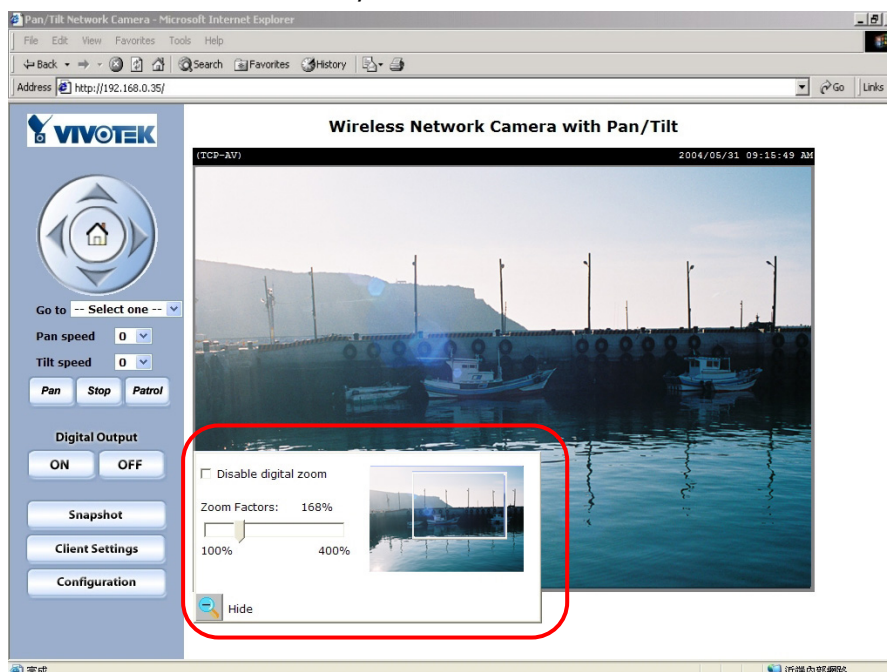 Pan/Tilt Network Camera - Microsoft Internet Explorer
File Edit View Favorites Tools Help
Back Search Favorites History
Address http://192.168.0.35/ Go Links
VIVOTEK
Wireless Network Camera with Pan/Tilt
(TCP-AV) 2004/05/31 09:15:49 AM
Go to -- Select one --
Pan speed 0
Tilt speed 0
Pan Stop Patrol
Digital Output
ON OFF
Snapshot
Client Settings
Configuration
Disable digital zoom
Zoom Factors: 168%
100% 400%
Hide
完成